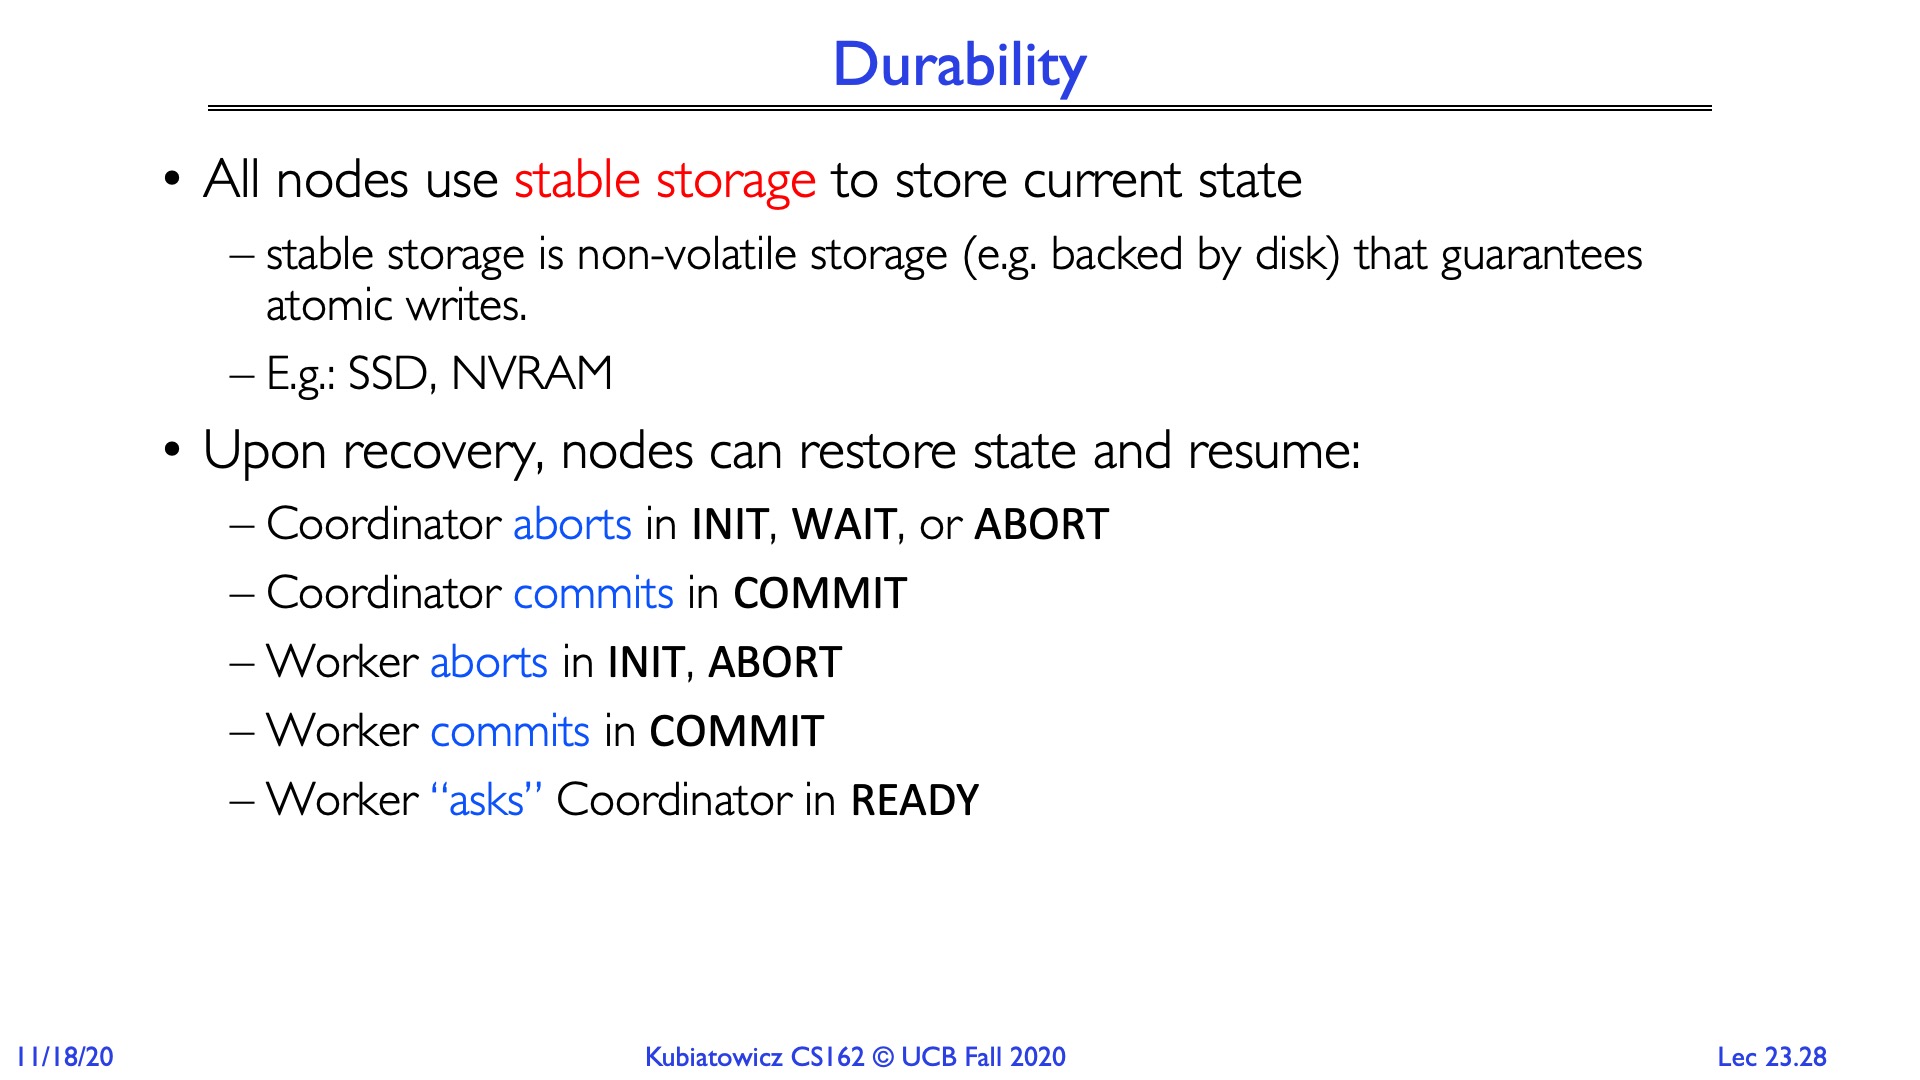 Durability
• All nodes use stable storage to store current state
– stable storage is non-volatile storage (e.g. backed by disk) that guarantees
atomic writes.
– E.g.: SSD, NVRAM
• Upon recovery, nodes can restore state and resume:
– Coordinator aborts in INIT, WAIT, or ABORT
– Coordinator commits in COMMIT
– Worker aborts in INIT, ABORT
– Worker commits in COMMIT
– Worker “asks” Coordinator in READY
11/18/20
Kubiatowicz CS162 © UCB Fall 2020
Lec 23.28